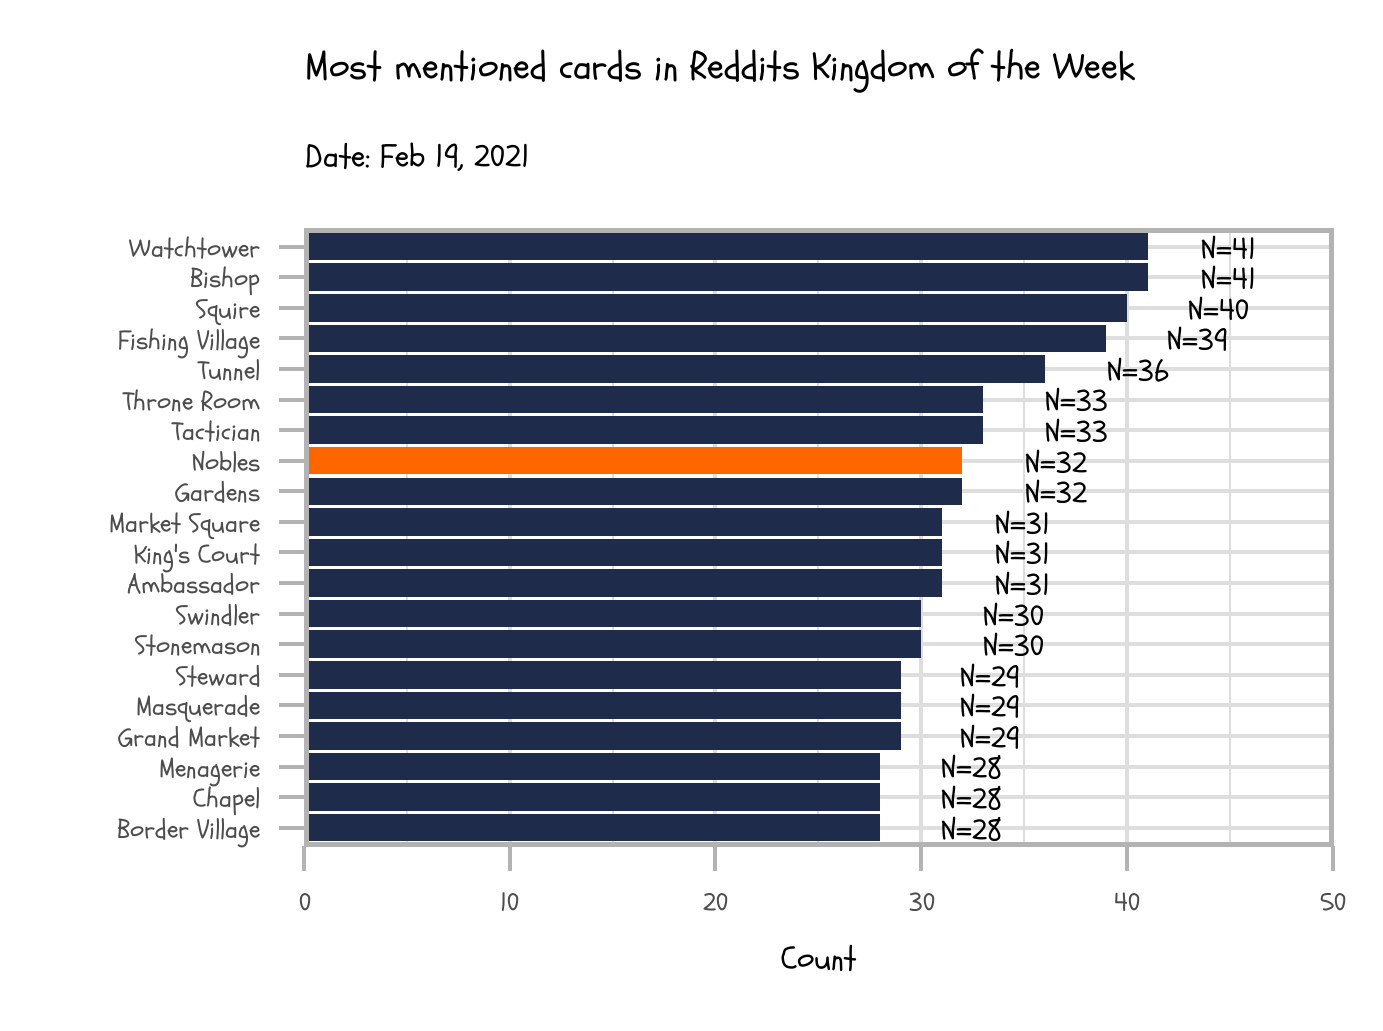 Most mentioned cards in Reddits Kingdom of the Week
Date: Feb 19, 2021
Watchtower N=41
Bishop N=41
Squire N=40
Fishing Village N=39
Tunnel N=36
Throne Room N=33
Tactician N=33
Nobles N=32
Gardens N=32
Market Square N=31
King's Court N=31
Ambassador N=31
Swindler N=30
Stonemason N=30
Steward N=29
Masquerade N=29
Grand Market N=29
Menagerie N=28
Chapel N=28
Border Village N=28
0 10 20 30 40 50
Count